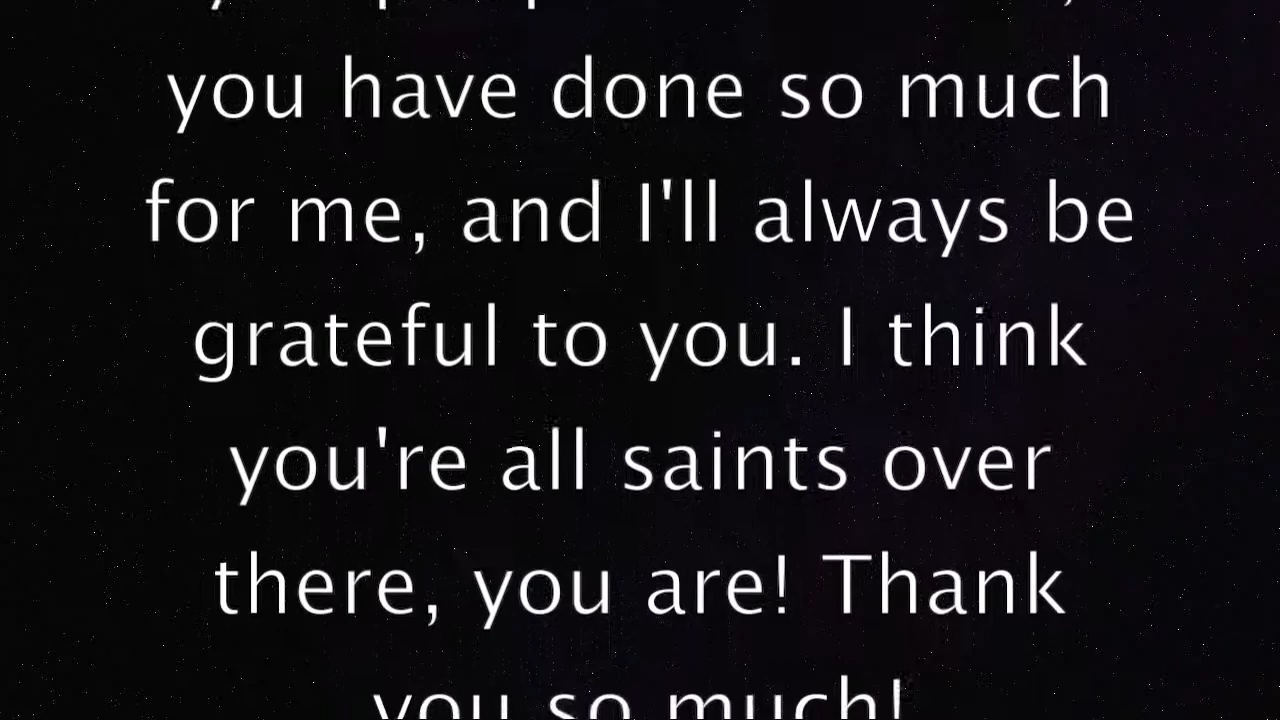 you have done so much
for me, and I'll always be
grateful to you. I think
you're all saints over
there, you are! Thank
you so much!